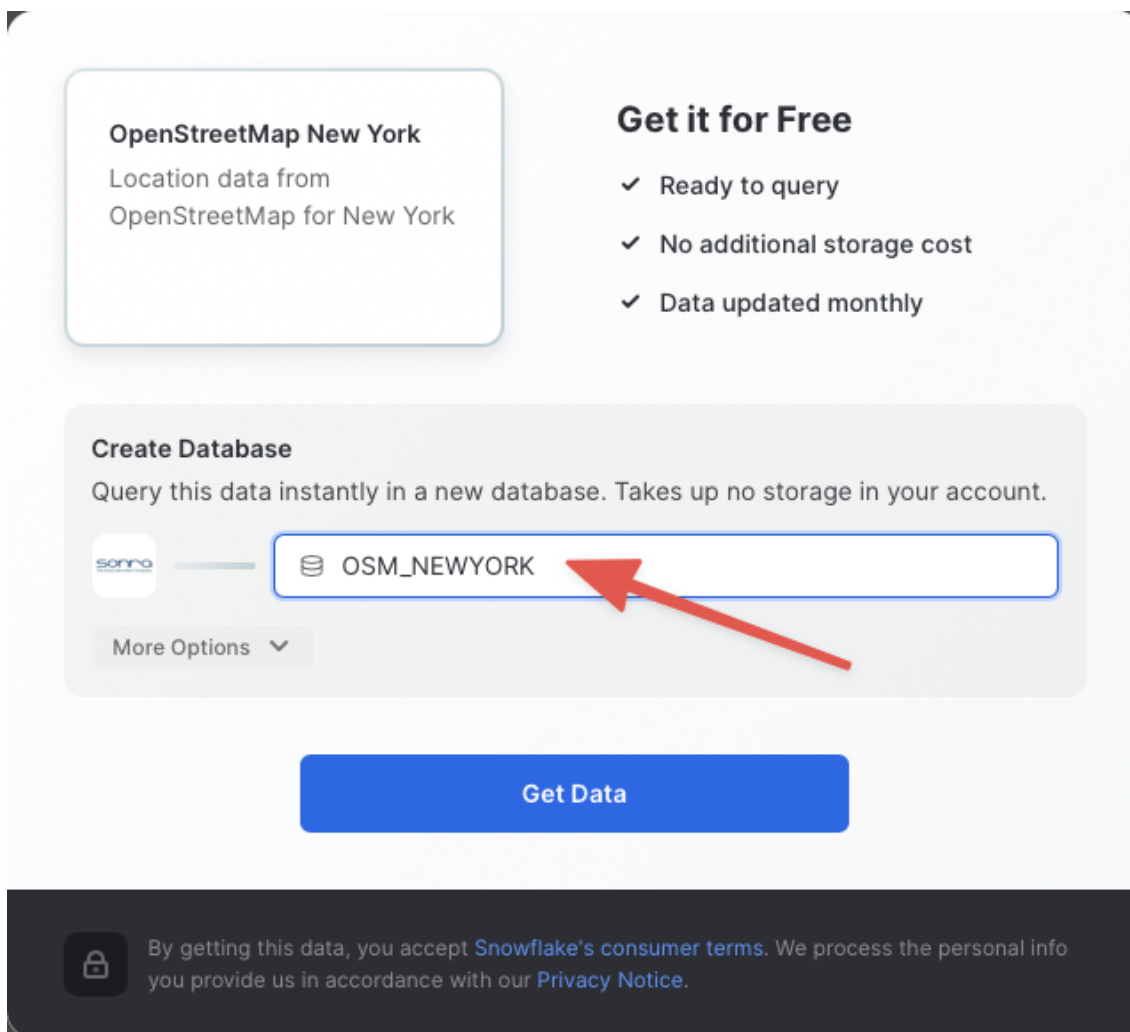 OpenStreetMap New York
Location data from
OpenStreetMap for New York
Get it for Free
Ready to query
No additional storage cost
Data updated monthly
Create Database
Query this data instantly in a new database. Takes up no storage in your account.
sonra
OSM_NEWYORK
More Options
Get Data
By getting this data, you accept Snowflake's consumer terms. We process the personal info
you provide us in accordance with our Privacy Notice.